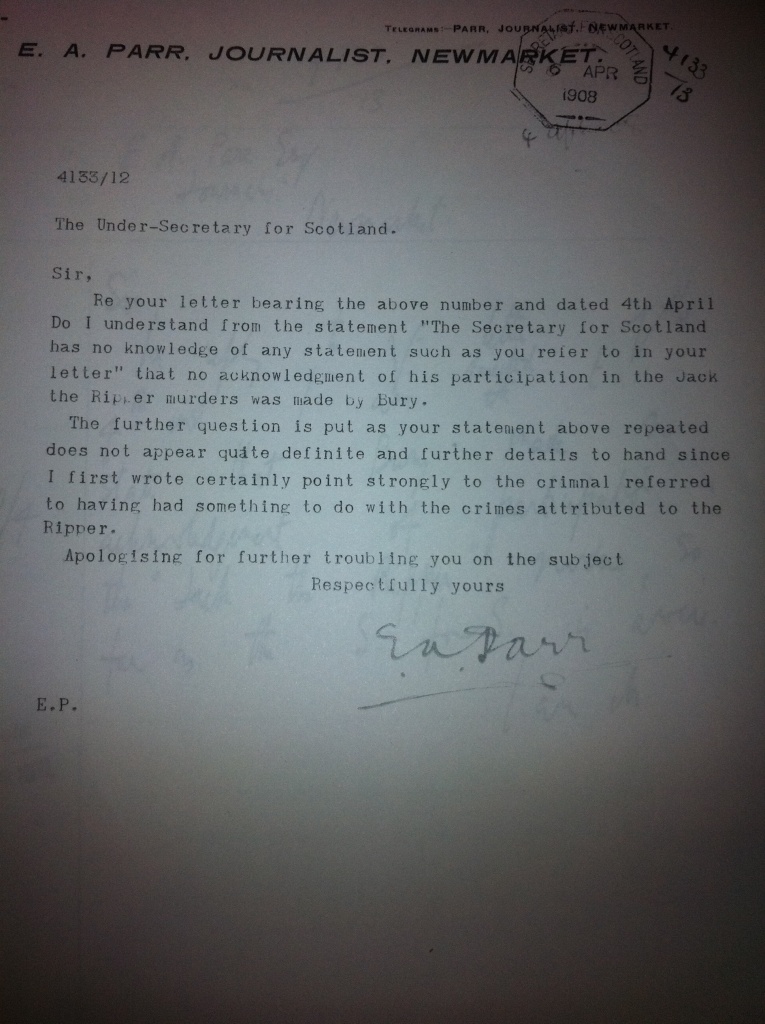 TELEGRAMS:-PARR, JOURNALIST, NEWMARKET.
E. A. PARR, JOURNALIST, NEWMARKET.
SCOTLAND
APR
1908
4133
/13
4133/12
The Under-Secretary for Scotland.
Sir,
Re your letter bearing the above number and dated 4th April
Do I understand from the statement "The Secretary for Scotland
has no knowledge of any statement such as you refer to in your
letter" that no acknowledgment of his participation in the Jack
the Ripper murders was made by Bury.
The further question is put as your statement above repeated
does not appear quite definite and further details to hand since
I first wrote certainly point strongly to the crimnal referred
to having had something to do with the crimes attributed to the
Ripper.
Apologising for further troubling you on the subject
Respectfully yours
E.A. Parr
E.P.